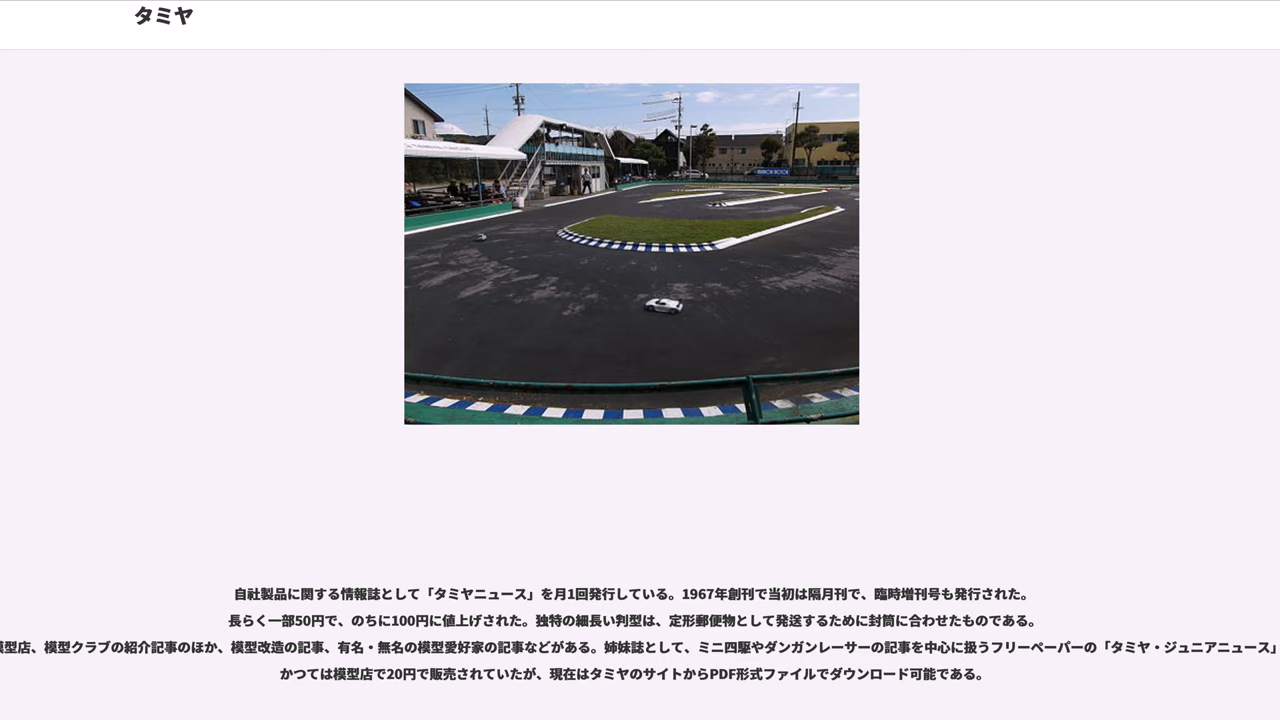 タミヤ
自社製品に関する情報誌として「タミヤニュース」を月1回発行している。1967年創刊で当初は隔月刊で、臨時増刊号も発行された。
長らく一部50円で、のちに100円に値上げされた。独特の細長い判型は、定形郵便物として発送するために封筒に合わせたものである。
模型店、模型クラブの紹介記事のほか、模型改造の記事、有名・無名の模型愛好家の記事などがある。姉妹誌として、ミニ四駆やダンガンレーサーの記事を中心に扱うフリーペーパーの「タミヤ・ジュニアニュース」
かつては模型店で20円で販売されていたが、現在はタミヤのサイトからPDF形式ファイルでダウンロード可能である。